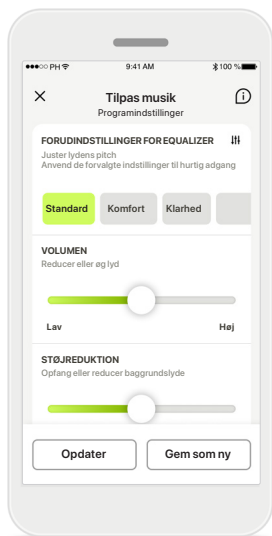 PH 9:41 AM 100 %
Tilpas musik
Programindstillinger
FORUDINDSTILLINGER FOR EQUALIZER
Juster lydens pitch
Anvend de forvalgte indstillinger til hurtig adgang
Standard Komfort Klarhed
VOLUMEN
Reducer eller øg lyd
Lav Høj
STØJREDUKTION
Opfang eller reducer baggrundslyde
Opdater Gem som ny